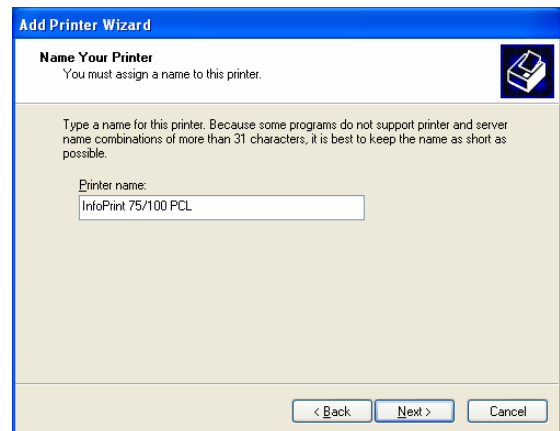 Add Printer Wizard
Name Your Printer
You must assign a name to this printer.
Type a name for this printer. Because some programs do not support printer and server
name combinations of more than 31 characters, it is best to keep the name as short as
possible.
Printer name:
InfoPrint 75/100 PCL
< Back
Next >
Cancel